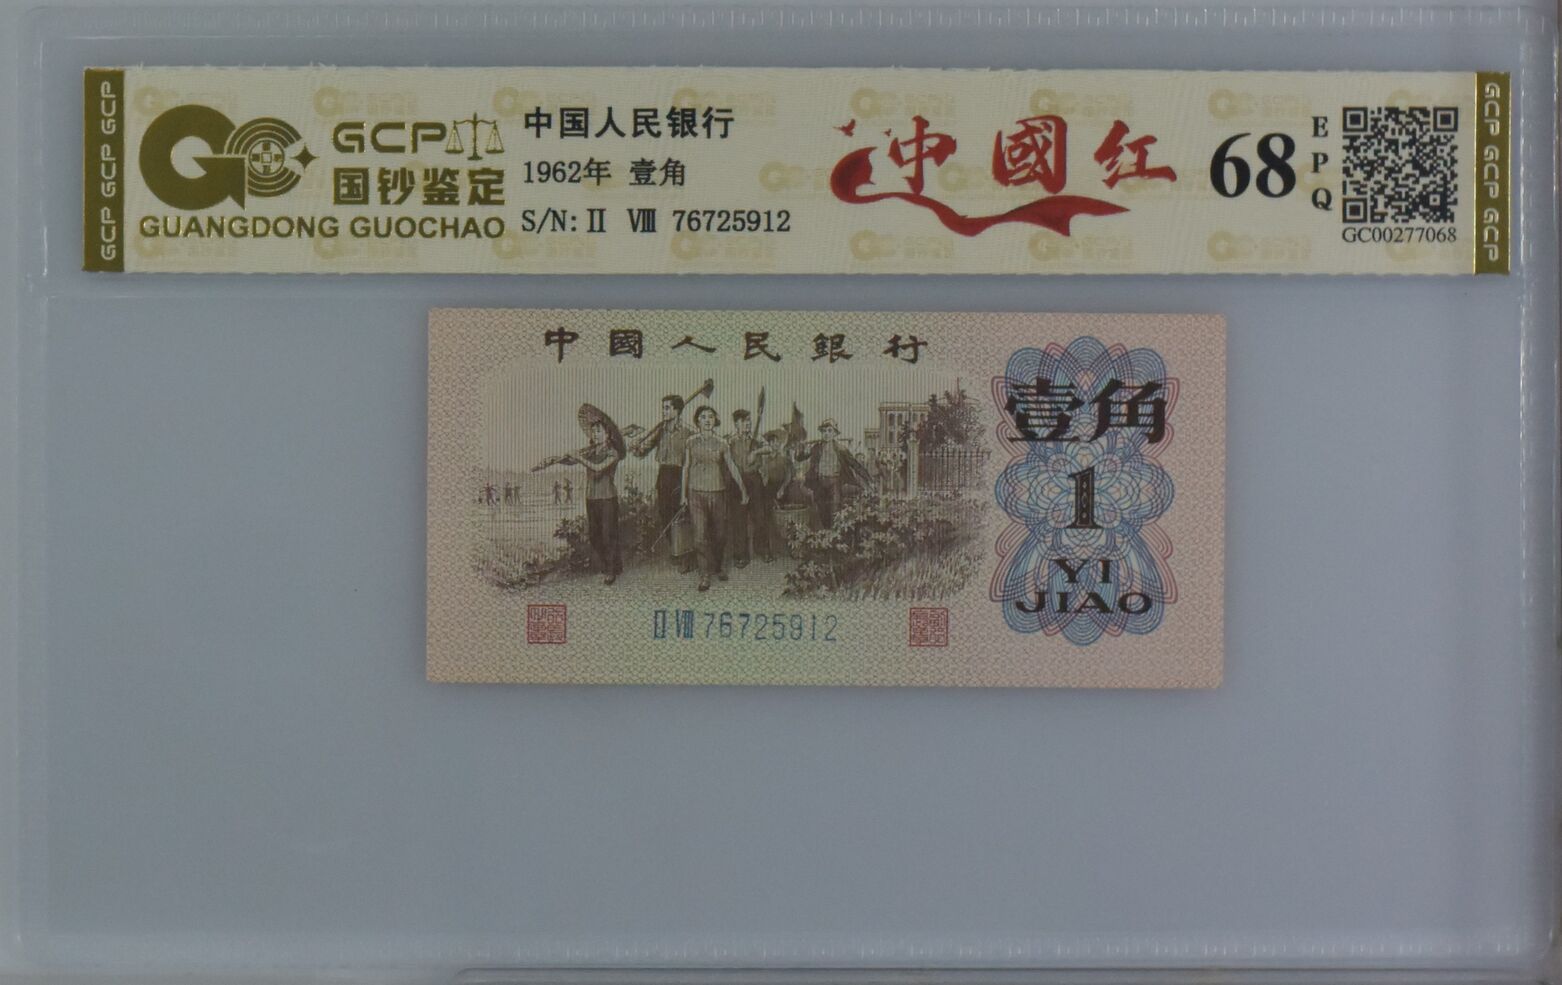 GCP GCP GCP
GCP
国钞鉴定
GUANGDONG GUOCHAO
中国人民银行
1962年 壹角
S/N: II VIII 76725912
中國红
68
EPQ
GC00277068
GCP GCP GCP
中國人民銀行
壹角
1
YI
JIAO
II VIII 76725912